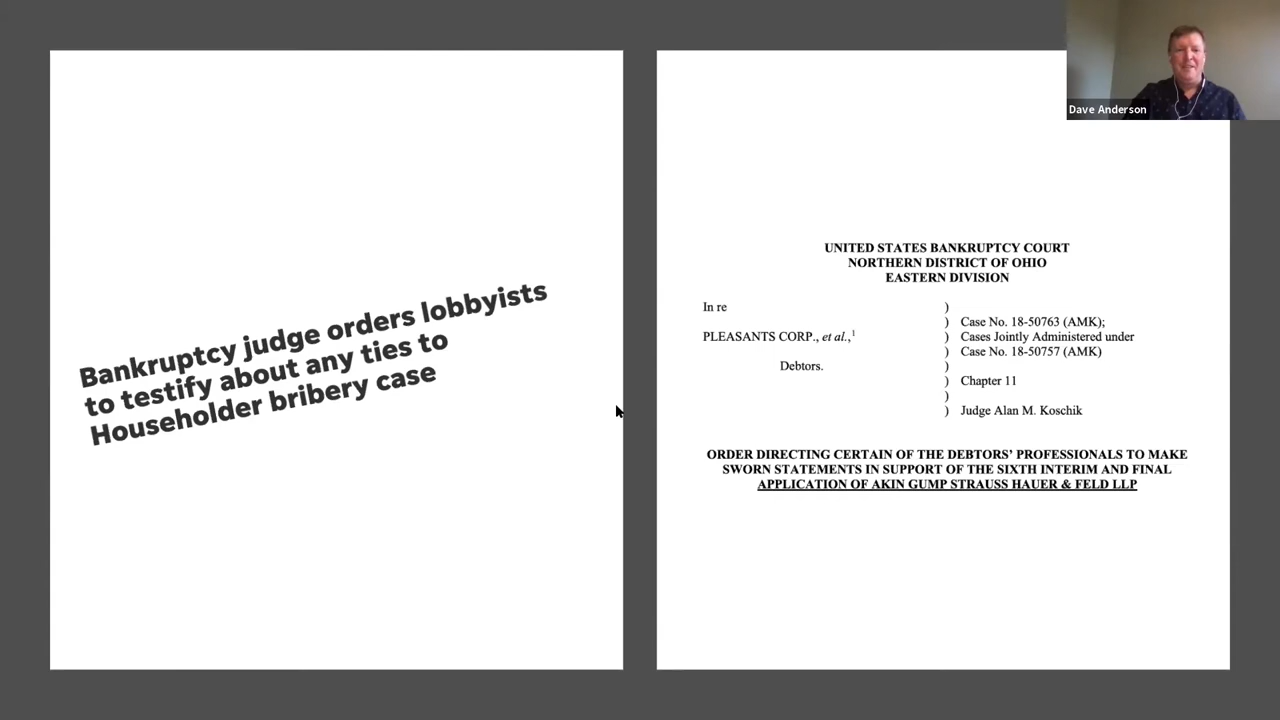 Dave Anderson
Bankruptcy judge orders lobbyists
to testify about any ties to
Householder bribery case
UNITED STATES BANKRUPTCY COURT
NORTHERN DISTRICT OF OHIO
EASTERN DIVISION
In re )
) Case No. 18-50763 (AMK);
PLEASANTS CORP., et al.,1 ) Cases Jointly Administered under
) Case No. 18-50757 (AMK)
Debtors. )
) Chapter 11
)
) Judge Alan M. Koschik
ORDER DIRECTING CERTAIN OF THE DEBTORS’ PROFESSIONALS TO MAKE
SWORN STATEMENTS IN SUPPORT OF THE SIXTH INTERIM AND FINAL
APPLICATION OF AKIN GUMP STRAUSS HAUER & FELD LLP